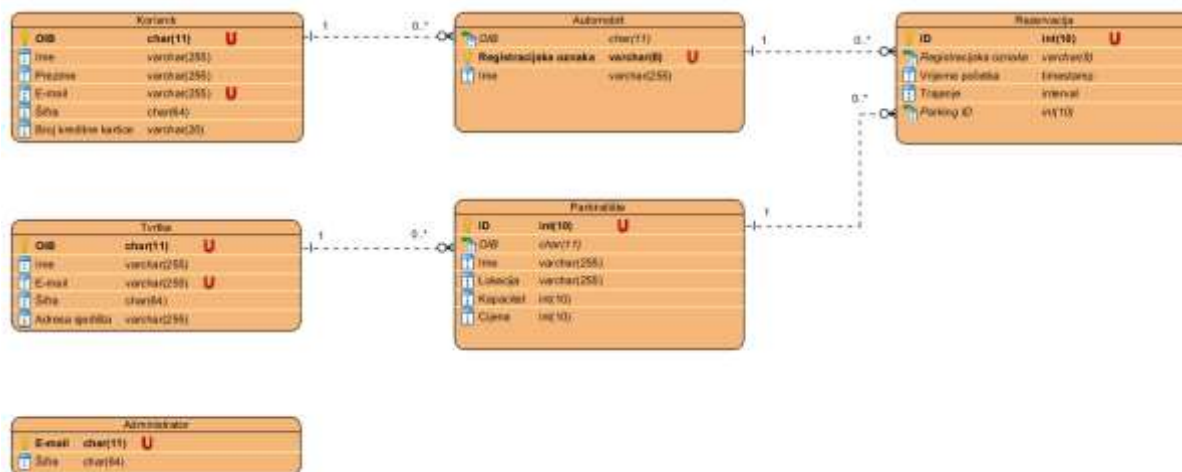 Korisnik
OIB char(11) U
Ime varchar(255)
Prezime varchar(255)
E-mail varchar(255) U
Šifra char(64)
Broj kreditne kartice varchar(20)
1
0..*
Automobil
OIB char(11)
Registracijska oznaka varchar(8) U
Ime varchar(255)
1
0..*
0..*
Rezervacija
ID int(10) U
Registracijska oznaka varchar(8)
Vrijeme početka timestamp
Trajanje interval
Parking ID int(10)
Tvrtka
OIB char(11) U
Ime varchar(255)
E-mail varchar(255) U
Šifra char(64)
Adresa sjedišta varchar(255)
1
0..*
Parkiralište
ID int(10) U
OIB char(11)
Ime varchar(255)
Lokacija varchar(255)
Kapacitet int(10)
Cijena int(10)
1
Administrator
E-mail char(11) U
Šifra char(64)